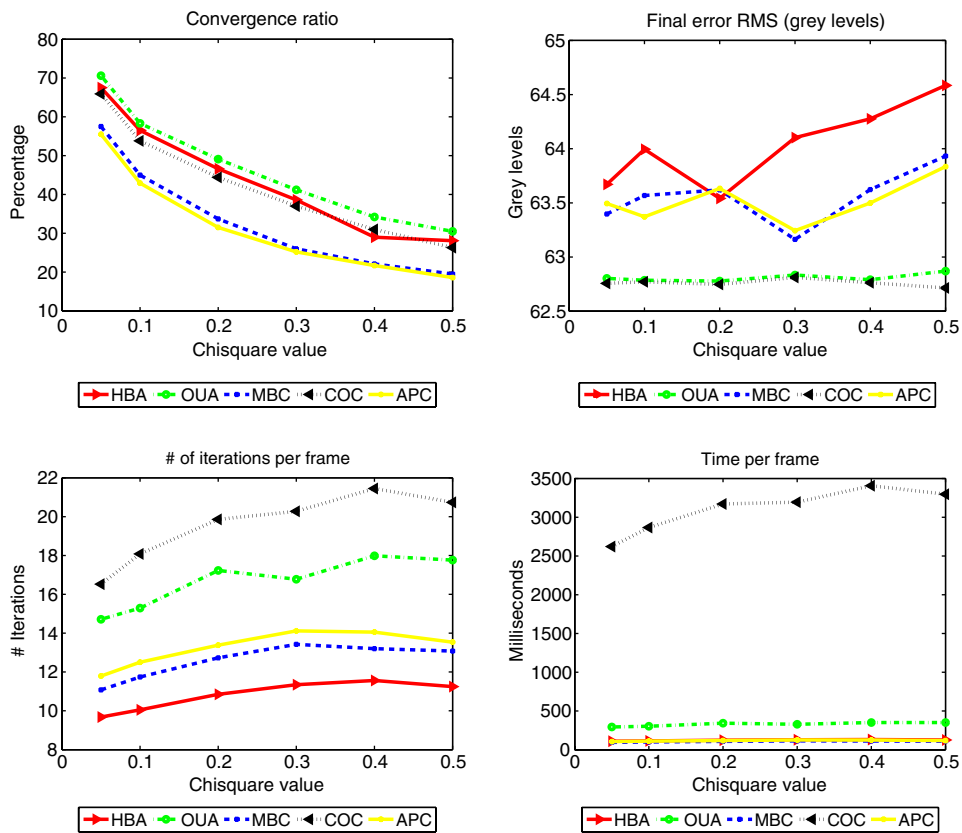 Convergence ratio
80
70
60
50
40
30
20
10
Percentage
0
0.1
0.2
0.3
0.4
0.5
Chisquare value
HBA
OUA
MBC
COC
APC
Final error RMS (grey levels)
65
64.5
64
63.5
63
62.5
Grey levels
0
0.1
0.2
0.3
0.4
0.5
Chisquare value
HBA
OUA
MBC
COC
APC
# of iterations per frame
22
20
18
16
14
12
10
8
# Iterations
0
0.1
0.2
0.3
0.4
0.5
Chisquare value
HBA
OUA
MBC
COC
APC
Time per frame
3500
3000
2500
2000
1500
1000
500
0
Milliseconds
0
0.1
0.2
0.3
0.4
0.5
Chisquare value
HBA
OUA
MBC
COC
APC